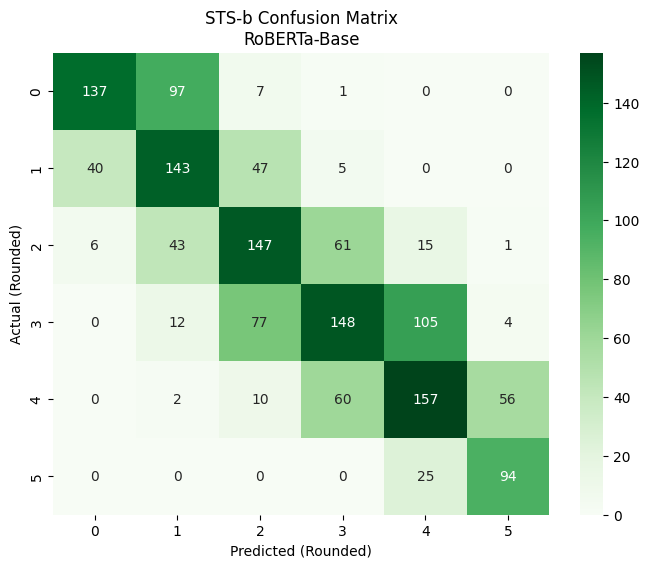 STS-b Confusion Matrix
RoBERTa-Base
Actual (Rounded)
0 137 97 7 1 0 0
1 40 143 47 5 0 0
2 6 43 147 61 15 1
3 0 12 77 148 105 4
4 0 2 10 60 157 56
5 0 0 0 0 25 94
0 1 2 3 4 5
Predicted (Rounded)
140
120
100
80
60
40
20
0